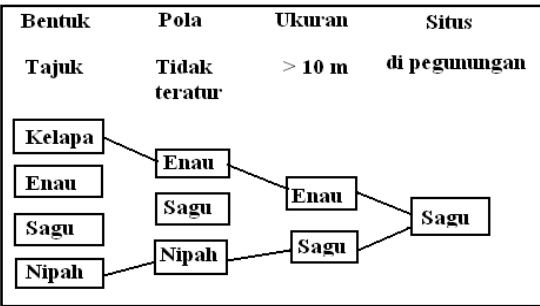 Bentuk Pola Ukuran Situs
Tajuk Tidak teratur > 10 m di pegunungan
Kelapa
Enau
Sagu
Nipah
Enau
Sagu
Nipah
Enau
Sagu
Sagu